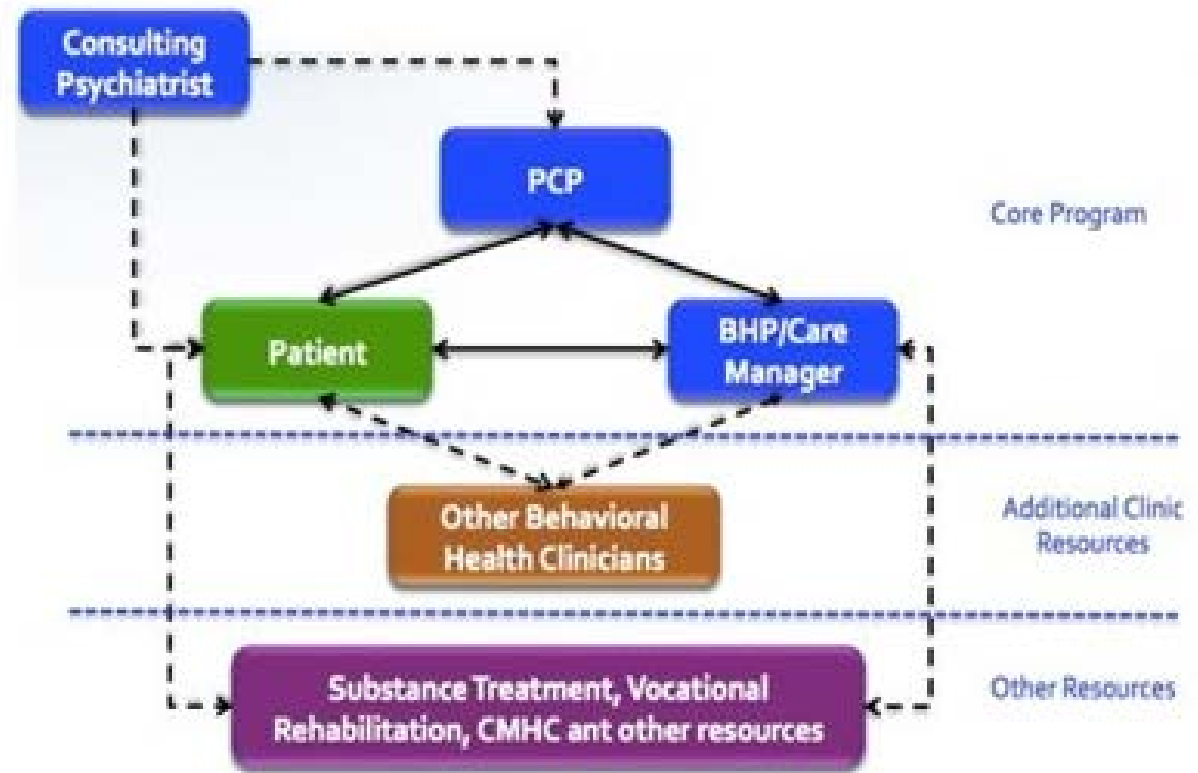 Consulting
Psychiatrist
PCP
Core Program
Patient
BHP/Care
Manager
Other Behavioral
Health Clinicians
Additional Clinic
Resources
Substance Treatment, Vocational
Rehabilitation, CMHC ant other resources
Other Resources